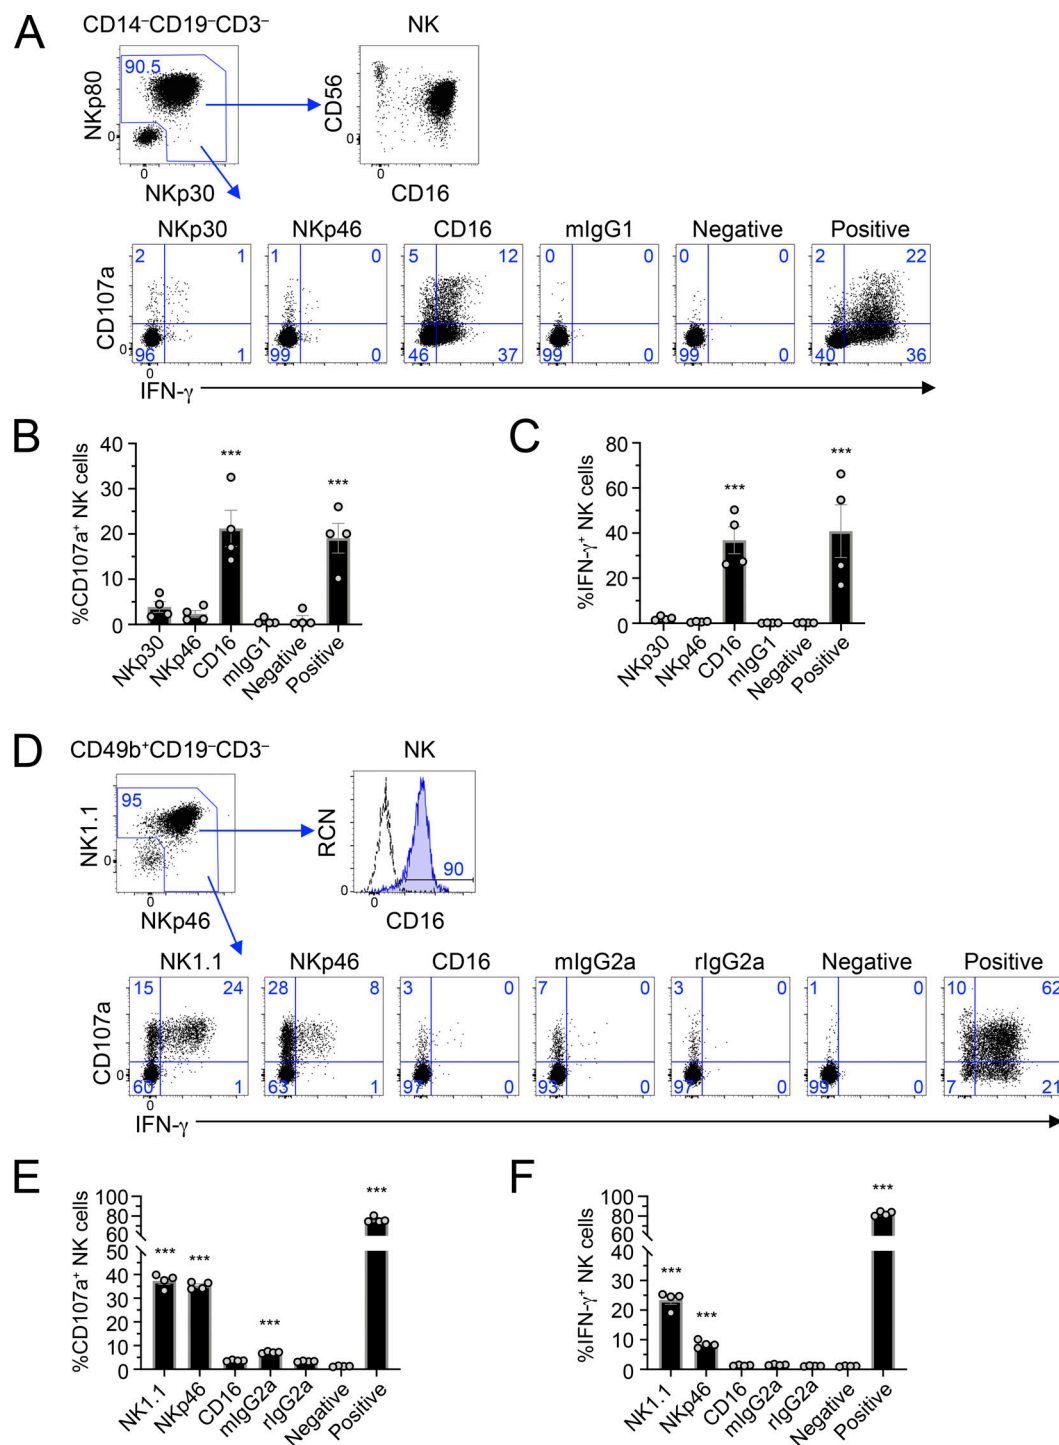 A
CD14⁻CD19⁻CD3⁻
NK
90.5
NKp80
0
0
NKp30
CD56
0
CD16
NKp30
NKp46
CD16
mIgG1
Negative
Positive
2 1
1 0
5 12
0 0
0 0
2 22
CD107a
0
96 1
99 0
46 37
99 0
99 0
40 36
0
IFN-γ
B
%CD107a⁺ NK cells
40
30
20
10
0
***
***
NKp30
NKp46
CD16
mIgG1
Negative
Positive
C
%IFN-γ⁺ NK cells
80
60
40
20
0
***
***
NKp30
NKp46
CD16
mIgG1
Negative
Positive
D
CD49b⁺CD19⁻CD3⁻
NK
95
NK1.1
0
0
NKp46
RCN
90
0
0
CD16
NK1.1
NKp46
CD16
mIgG2a
rIgG2a
Negative
Positive
15 24
28 8
3 0
7 0
3 0
1 0
10 62
CD107a
0
60 1
63 1
97 0
93 0
97 0
99 0
7 21
0
IFN-γ
E
%CD107a⁺ NK cells
100
80
60
50
40
30
20
10
0
***
***
***
***
NK1.1
NKp46
CD16
mIgG2a
rIgG2a
Negative
Positive
F
%IFN-γ⁺ NK cells
100
80
60
40
30
20
10
0
***
***
***
NK1.1
NKp46
CD16
mIgG2a
rIgG2a
Negative
Positive